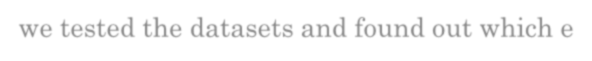 we tested the datasets and found out which e